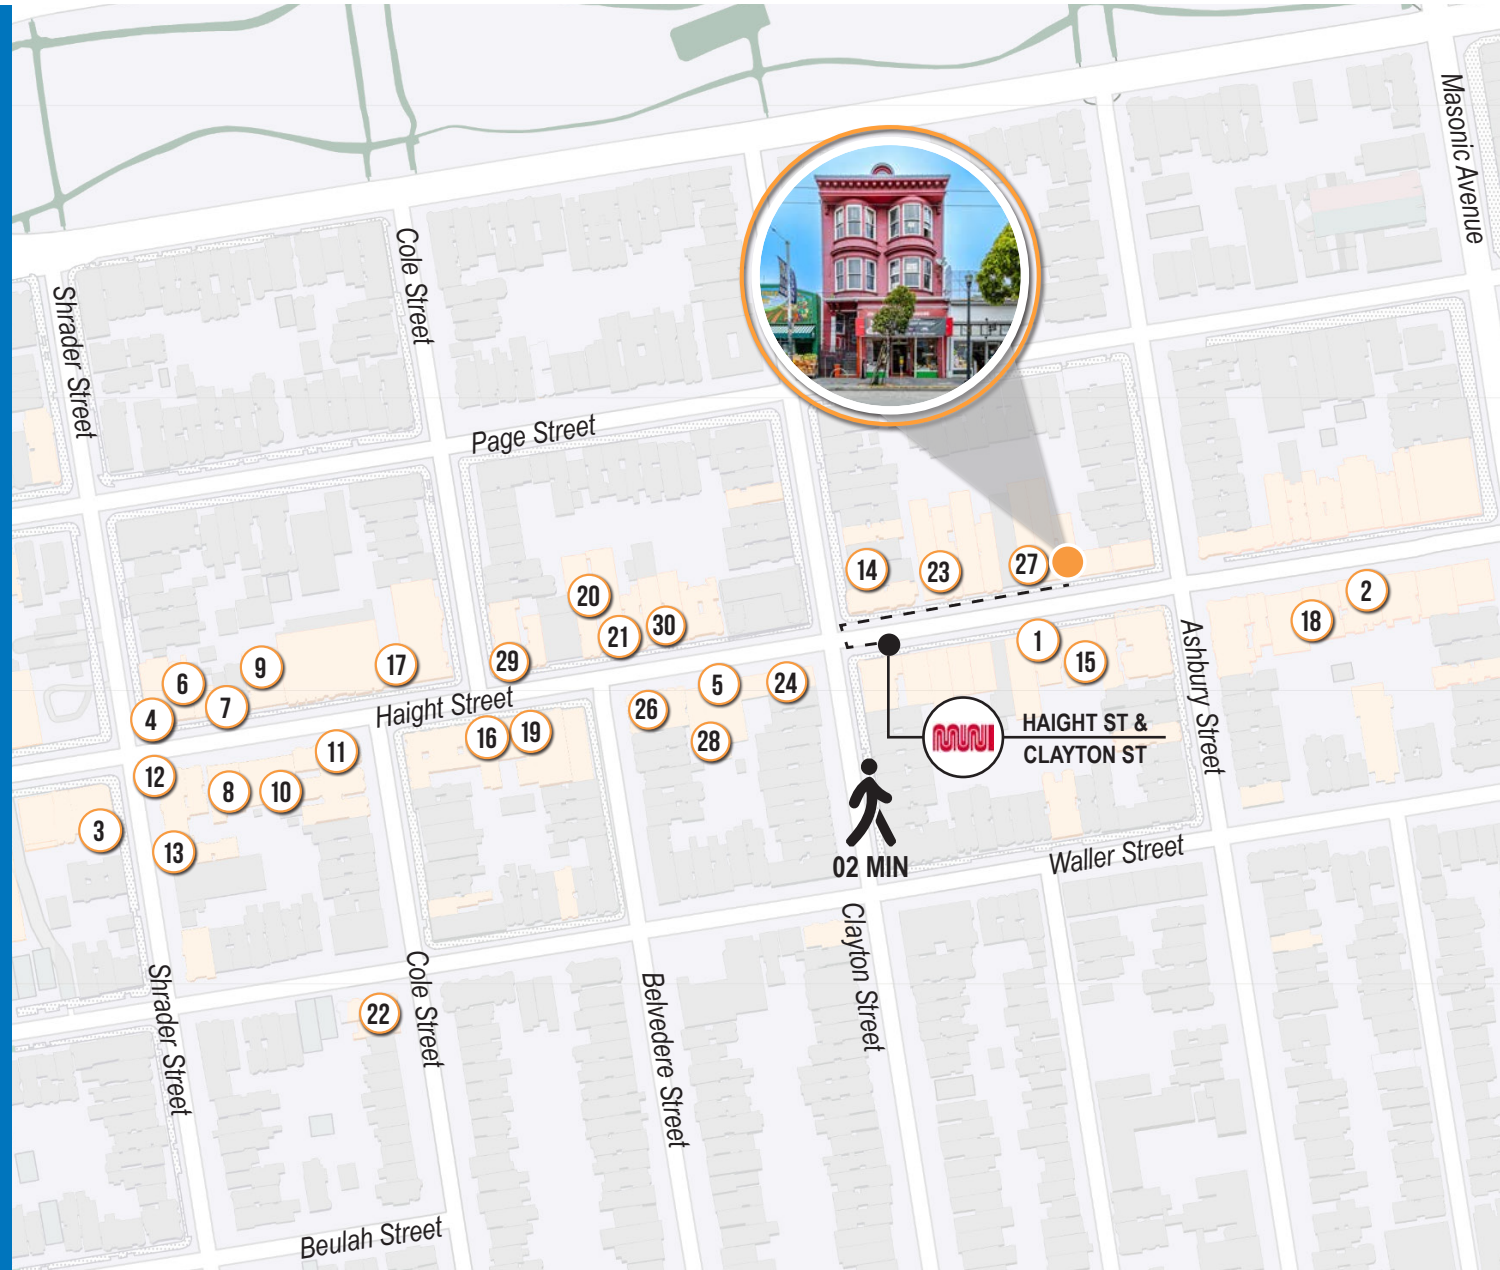 Masonic Avenue
Cole Street
Shrader Street
Page Street
14
23
27
2
20
18
21
30
1
29
15
Ashbury Street
9
17
6
5
24
7
26
4
Haight Street
16
19
28
HAIGHT ST &
CLAYTON ST
muni
11
12
8
10
3
13
02 MIN
Waller Street
Clayton Street
Cole Street
Shrader Street
Belvedere Street
22
Beulah Street